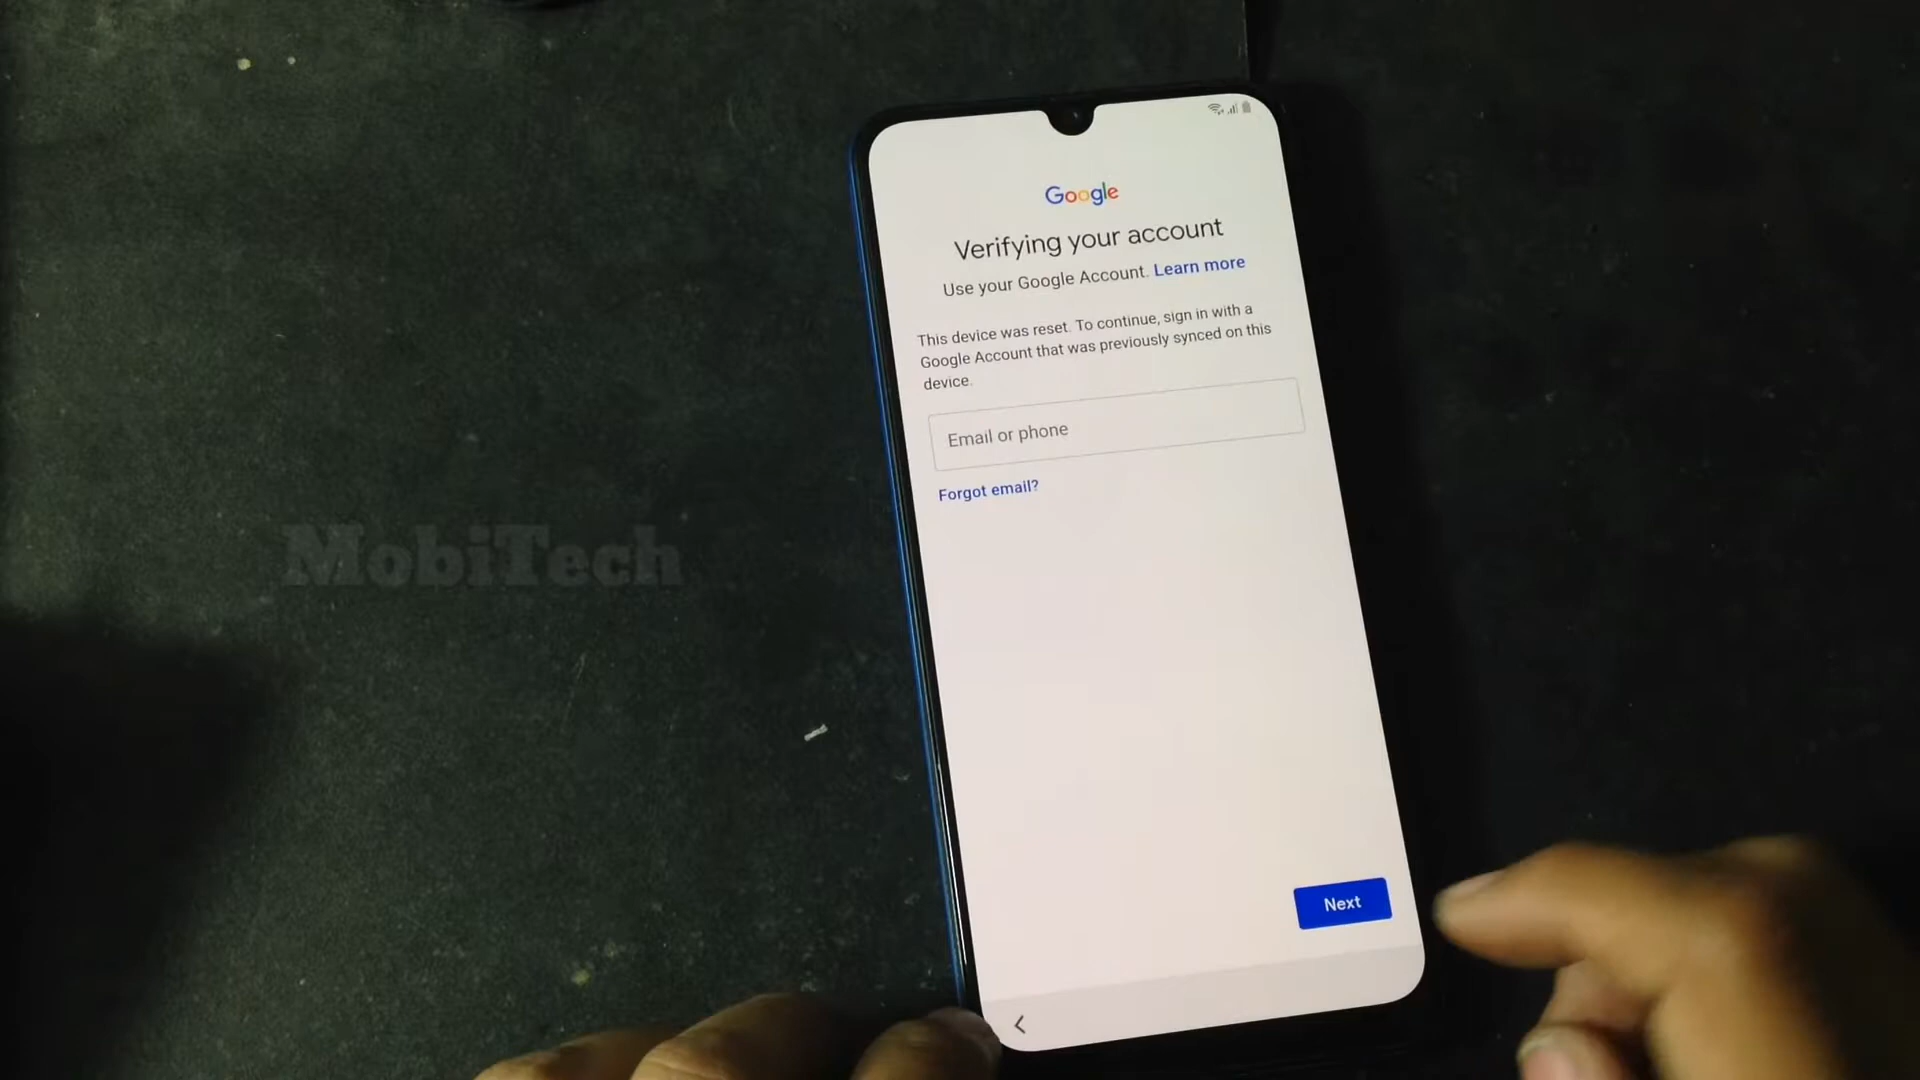 Google
Verifying your account
Use your Google Account. Learn more
This device was reset. To continue, sign in with a
Google Account that was previously synced on this
device.
Email or phone
Forgot email?
MobiTech
Next